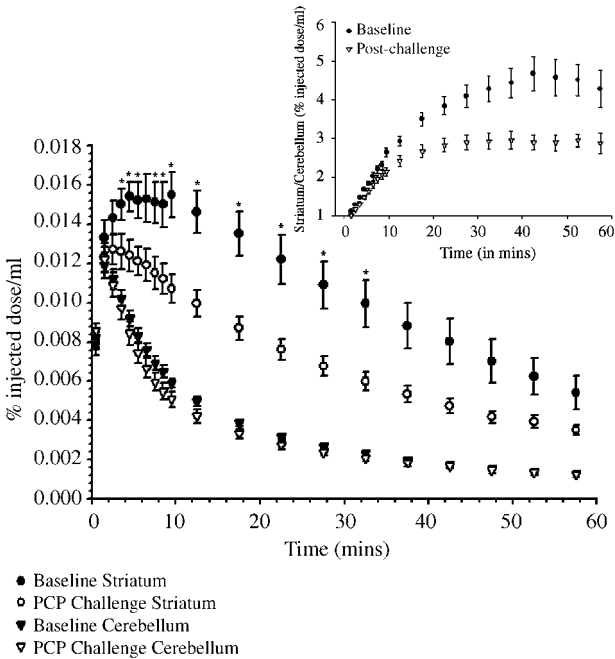 Striatum/Cerebellum (% injected dose/ml)
6
5
4
3
2
1
Baseline
Post-challenge
0 10 20 30 40 50 60
Time (in mins)
% injected dose/ml
0.018
0.016
0.014
0.012
0.010
0.008
0.006
0.004
0.002
0.000
* * * * * * * * * * *
0 10 20 30 40 50 60
Time (mins)
Baseline Striatum
PCP Challenge Striatum
Baseline Cerebellum
PCP Challenge Cerebellum